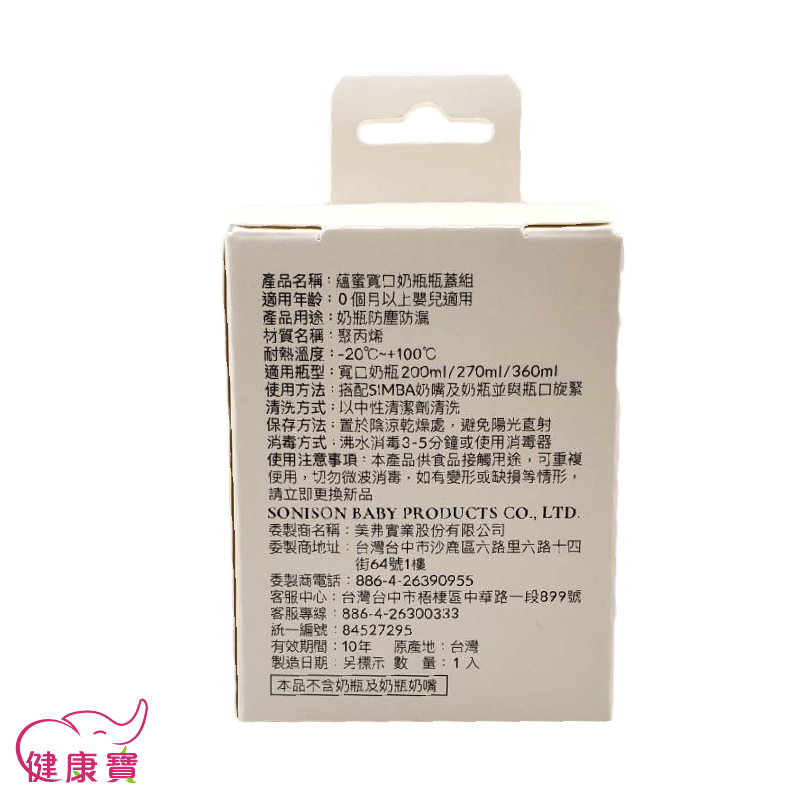 產品名稱：蘊蜜寬口奶瓶瓶蓋組
適用年齡：0個月以上嬰兒適用
產品用途：奶瓶防塵防漏
材質名稱：聚丙烯
耐熱溫度：-20℃~+100℃
適用瓶型：寬口奶瓶200ml/270ml/360ml
使用方法：搭配SIMBA奶嘴及奶瓶並與瓶口旋緊
清洗方式：以中性清潔劑清洗
保存方法：置於陰涼乾燥處，避免陽光直射
消毒方式：沸水消毒3-5分鐘或使用消毒器
使用注意事項：本產品供食品接觸用途，可重複
使用，切勿微波消毒，如有變形或缺損等情形，
請立即更換新品
SONISON BABY PRODUCTS CO., LTD.
委製商名稱：美弗實業股份有限公司
委製商地址：台灣台中市沙鹿區六路里六路十四
街64號1樓
委製商電話：886-4-26390955
客服中心：台灣台中市梧棲區中華路一段899號
客服專線：886-4-26300333
統一編號：84527295
有效期間：10年 原產地：台灣
製造日期：另標示 數 量：1入
本品不含奶瓶及奶瓶奶嘴
健康寶